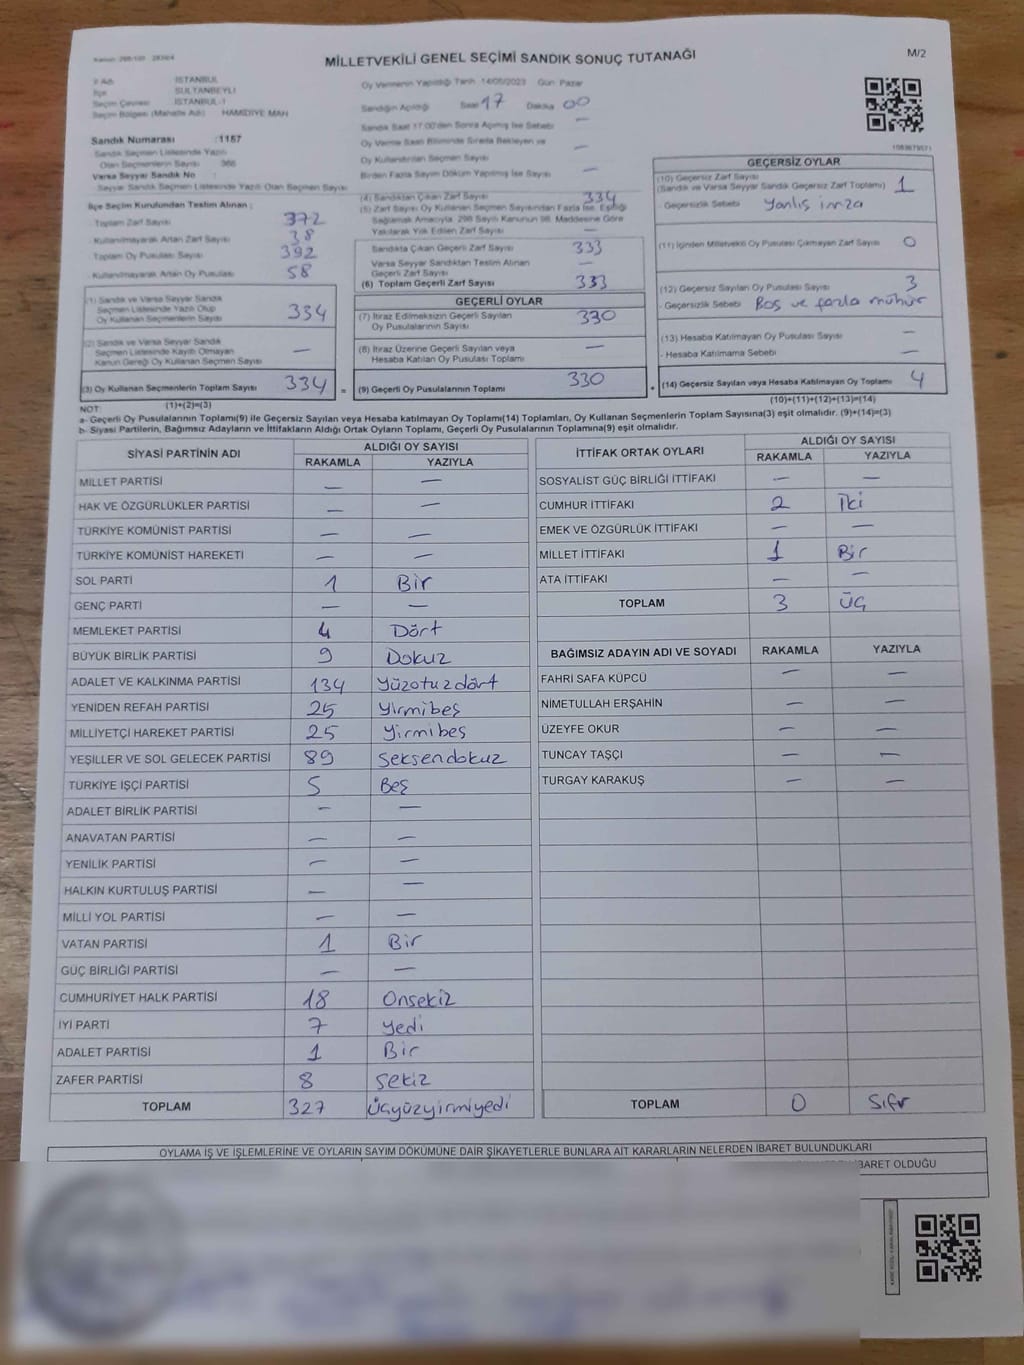 MİLLETVEKİLİ GENEL SEÇİMİ SANDIK SONUÇ TUTANAĞI
M/2
İl Adı : İSTANBUL
İlçe : SULTANBEYLİ
Seçim Çevresi : İSTANBUL-1
Seçim Bölgesi (Mahalle Adı) : HAMİDİYE MAH
Sandık Numarası : 1157
Sandık Seçmen Listesinde Yazılı
Olan Seçmenlerin Sayısı : 366
Varsa Seyyar Sandık No :
Seyyar Sandık Seçmen Listesinde Yazılı Olan Seçmen Sayısı
İlçe Seçim Kurulundan Teslim Alınan ;
Toplam Zarf Sayısı 372
Kullanılmayarak Artan Zarf Sayısı 38
Toplam Oy Pusulası Sayısı 392
Kullanılmayarak Artan Oy Pusulası 58
(1) Sandık ve Varsa Seyyar Sandık
Seçmen Listesinde Yazılı Olup
Oy Kullanan Seçmenlerin Sayısı 334
(2) Sandık ve Varsa Seyyar Sandık
Seçmen Listesinde Kayıtlı Olmayan
Kanun Gereği Oy Kullanan Seçmen Sayısı —
(3) Oy Kullanan Seçmenlerin Toplam Sayısı 334 =
(1)+(2)=(3)
Oy Vermenin Yapıldığı Tarih 14/05/2023 Gün Pazar
Sandığın Açıldığı Saat 17 Dakika 00
Sandık Saat 17:00'den Sonra Açılmış İse Sebebi —
Oy Verme Saati Bitiminde Sırada Bekleyen ve
Oy Kullandırılan Seçmen Sayısı —
Birden Fazla Sayım Döküm Yapılmış İse Sayısı —
(4) Sandıktan Çıkan Zarf Sayısı 334
(5) Zarf Sayısı Oy Kullanan Seçmen Sayısından Fazla İse, Eşitliği
Sağlamak Amacıyla, 298 Sayılı Kanunun 98. Maddesine Göre
Yakılarak Yok Edilen Zarf Sayısı —
Sandıkta Çıkan Geçerli Zarf Sayısı 333
Varsa Seyyar Sandıktan Teslim Alınan
Geçerli Zarf Sayısı —
(6) Toplam Geçerli Zarf Sayısı 333
GEÇERLİ OYLAR
(7) İtiraz Edilmeksizin Geçerli Sayılan
Oy Pusulalarının Sayısı 330
(8) İtiraz Üzerine Geçerli Sayılan veya
Hesaba Katılan Oy Pusulası Toplamı —
(9) Geçerli Oy Pusulalarının Toplamı 330 +
GEÇERSİZ OYLAR
(10) Geçersiz Zarf Sayısı
(Sandık ve Varsa Seyyar Sandık Geçersiz Zarf Toplamı) 1
- Geçersizlik Sebebi Yanlış imza
(11) İçinden Milletvekili Oy Pusulası Çıkmayan Zarf Sayısı 0
(12) Geçersiz Sayılan Oy Pusulası Sayısı 3
- Geçersizlik Sebebi Boş ve fazla mühür
(13) Hesaba Katılmayan Oy Pusulası Sayısı —
- Hesaba Katılmama Sebebi —
(14) Geçersiz Sayılan veya Hesaba Katılmayan Oy Toplamı 4
(10)+(11)+(12)+(13)=(14)
NOT:
a- Geçerli Oy Pusulalarının Toplamı(9) ile Geçersiz Sayılan veya Hesaba katılmayan Oy Toplamı(14) Toplamları, Oy Kullanan Seçmenlerin Toplam Sayısına(3) eşit olmalıdır. (9)+(14)=(3)
b- Siyasi Partilerin, Bağımsız Adayların ve İttifakların Aldığı Ortak Oyların Toplamı, Geçerli Oy Pusulalarının Toplamına(9) eşit olmalıdır.
SİYASİ PARTİNİN ADI ALDIĞI OY SAYISI
RAKAMLA YAZIYLA
MİLLET PARTİSİ — —
HAK VE ÖZGÜRLÜKLER PARTİSİ — —
TÜRKİYE KOMÜNİST PARTİSİ — —
TÜRKİYE KOMÜNİST HAREKETİ — —
SOL PARTİ 1 Bir
GENÇ PARTİ — —
MEMLEKET PARTİSİ 4 Dört
BÜYÜK BİRLİK PARTİSİ 9 Dokuz
ADALET VE KALKINMA PARTİSİ 134 Yüzotuzdört
YENİDEN REFAH PARTİSİ 25 Yirmibeş
MİLLİYETÇİ HAREKET PARTİSİ 25 Yirmibeş
YEŞİLLER VE SOL GELECEK PARTİSİ 89 Seksendokuz
TÜRKİYE İŞÇİ PARTİSİ 5 Beş
ADALET BİRLİK PARTİSİ — —
ANAVATAN PARTİSİ — —
YENİLİK PARTİSİ — —
HALKIN KURTULUŞ PARTİSİ — —
MİLLİ YOL PARTİSİ — —
VATAN PARTİSİ 1 Bir
GÜÇ BİRLİĞİ PARTİSİ — —
CUMHURİYET HALK PARTİSİ 18 Onsekiz
İYİ PARTİ 7 Yedi
ADALET PARTİSİ 1 Bir
ZAFER PARTİSİ 8 Sekiz
TOPLAM 327 Üçyüzyirmiyedi
İTTİFAK ORTAK OYLARI ALDIĞI OY SAYISI
RAKAMLA YAZIYLA
SOSYALİST GÜÇ BİRLİĞİ İTTİFAKI — —
CUMHUR İTTİFAKI 2 İki
EMEK VE ÖZGÜRLÜK İTTİFAKI — —
MİLLET İTTİFAKI 1 Bir
ATA İTTİFAKI — —
TOPLAM 3 Üç
BAĞIMSIZ ADAYIN ADI VE SOYADI RAKAMLA YAZIYLA
FAHRİ SAFA KÜPCÜ — —
NİMETULLAH ERŞAHİN — —
ÜZEYFE OKUR — —
TUNCAY TAŞÇI — —
TURGAY KARAKUŞ — —
TOPLAM 0 Sıfır
OYLAMA İŞ VE İŞLEMLERİNE VE OYLARIN SAYIM DÖKÜMÜNE DAİR ŞİKAYETLERLE BUNLARA AİT KARARLARIN NELERDEN İBARET BULUNDUKLARI
İBARET OLDUĞU